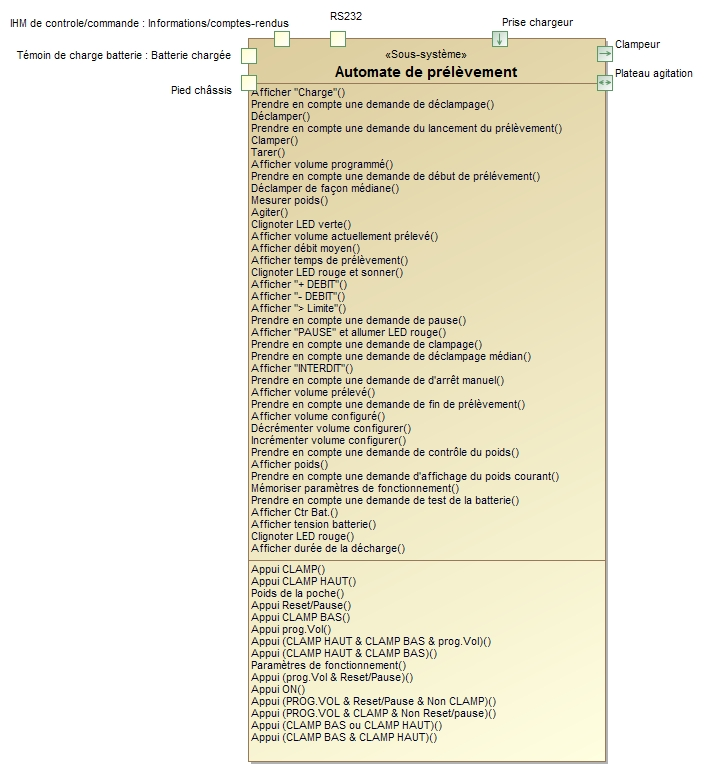 RS232
IHM de controle/commande : Informations/comptes-rendus
Prise chargeur
Témoin de charge batterie : Batterie chargée
Clampeur
Plateau agitation
Pied châssis
«Sous-système»
Automate de prélèvement
Afficher "Charge"()
Prendre en compte une demande de déclampage()
Déclamper()
Prendre en compte une demande du lancement du prélèvement()
Clamper()
Tarer()
Afficher volume programmé()
Prendre en compte une demande de début de prélévement()
Déclamper de façon médiane()
Mesurer poids()
Agiter()
Clignoter LED verte()
Afficher volume actuellement prélevé()
Afficher débit moyen()
Afficher temps de prélèvement()
Clignoter LED rouge et sonner()
Afficher "+ DEBIT"()
Afficher "- DEBIT"()
Afficher "> Limite"()
Prendre en compte une demande de pause()
Afficher "PAUSE" et allumer LED rouge()
Prendre en compte une demande de clampage()
Prendre en compte une demande de déclampage médian()
Afficher "INTERDIT"()
Prendre en compte une demande de d'arrêt manuel()
Afficher volume prélevé()
Prendre en compte une demande de fin de prélèvement()
Afficher volume configuré()
Décrémenter volume configurer()
Incrémenter volume configurer()
Prendre en compte une demande de contrôle du poids()
Afficher poids()
Prendre en compte une demande d'affichage du poids courant()
Mémoriser paramètres de fonctionnement()
Prendre en compte une demande de test de la batterie()
Afficher Ctr Bat.()
Afficher tension batterie()
Clignoter LED rouge()
Afficher durée de la décharge()
Appui CLAMP()
Appui CLAMP HAUT()
Poids de la poche()
Appui Reset/Pause()
Appui CLAMP BAS()
Appui prog.Vol()
Appui (CLAMP HAUT & CLAMP BAS & prog.Vol)()
Appui (CLAMP HAUT & CLAMP BAS)()
Paramètres de fonctionnement()
Appui (prog.Vol & Reset/Pause)()
Appui ON()
Appui (PROG.VOL & Reset/Pause & Non CLAMP)()
Appui (PROG.VOL & CLAMP & Non Reset/pause)()
Appui (CLAMP BAS ou CLAMP HAUT)()
Appui (CLAMP BAS & CLAMP HAUT)()